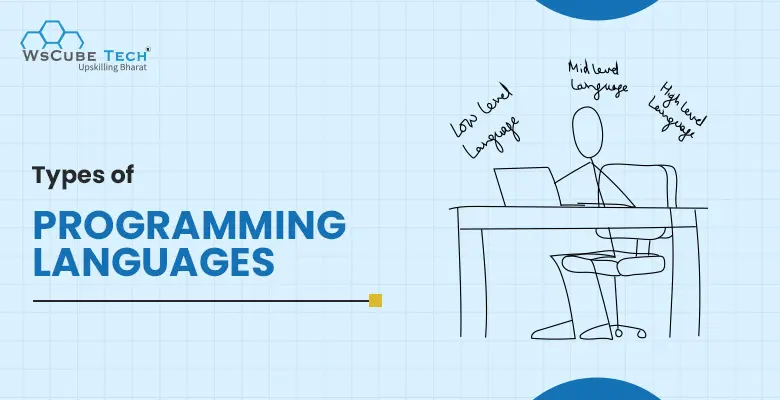 WsCube Tech®
Upskilling Bharat
Types of
PROGRAMMING
LANGUAGES
Low Level
Language
Mid level
Language
High level
Language